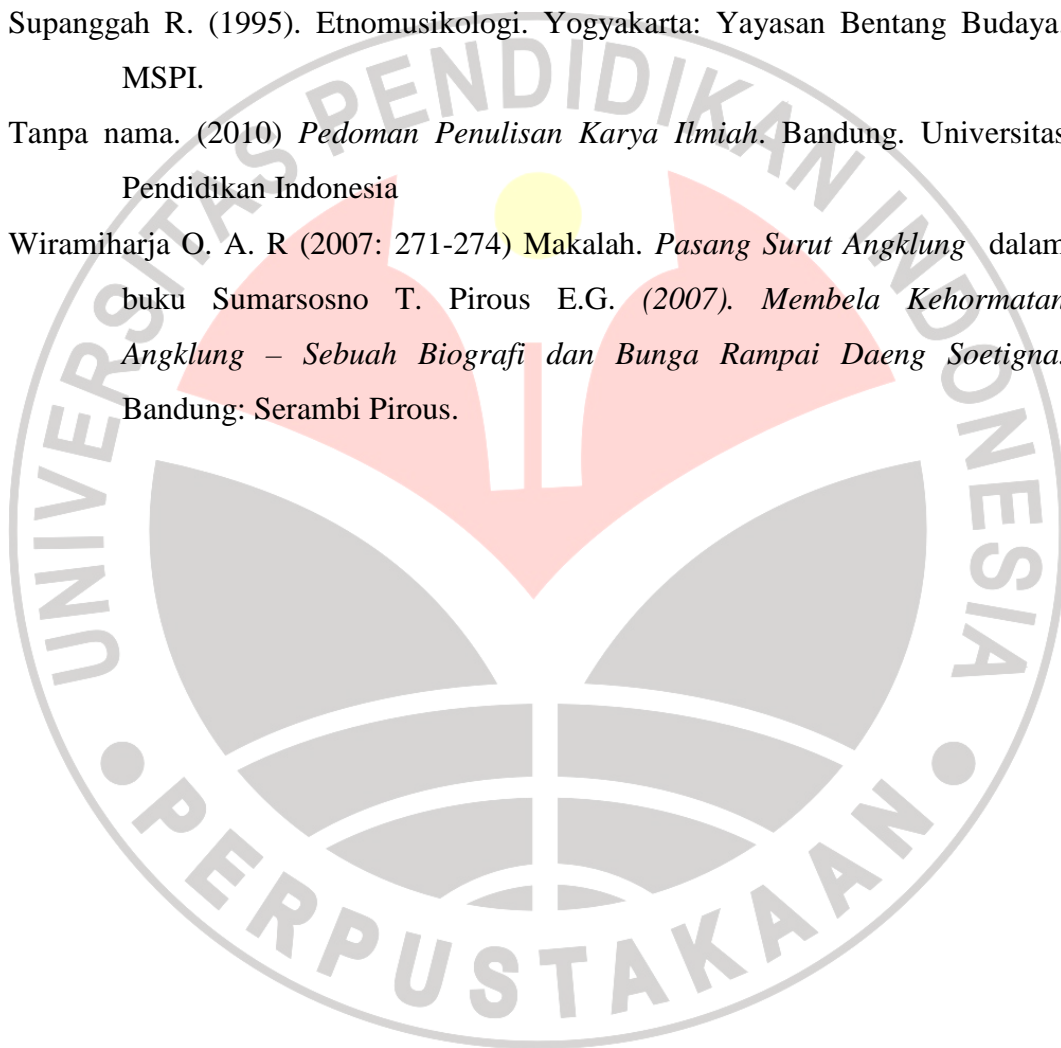 Supanggah R. (1995). Etnomusikologi. Yogyakarta: Yayasan Bentang Budaya.
MSPI.
Tanpa nama. (2010) Pedoman Penulisan Karya Ilmiah. Bandung. Universitas
Pendidikan Indonesia
Wiramiharja O. A. R (2007: 271-274) Makalah. Pasang Surut Angklung dalam
buku Sumarsosno T. Pirous E.G. (2007). Membela Kehormatan
Angklung – Sebuah Biografi dan Bunga Rampai Daeng Soetigna.
Bandung: Serambi Pirous.
UNIVERSITAS PENDIDIKAN INDONESIA
PERPUSTAKAAN